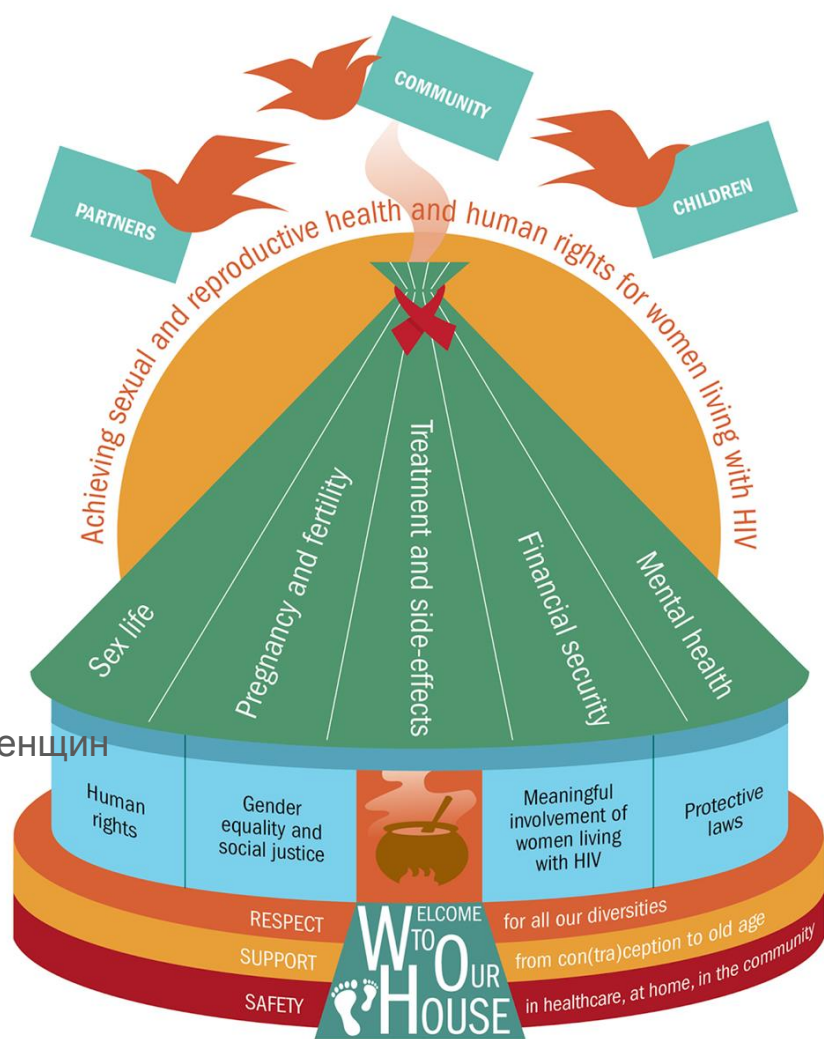 COMMUNITY
PARTNERS
CHILDREN
Achieving sexual and reproductive health and human rights for women living with HIV
Sex life
Pregnancy and fertility
Treatment and side-effects
Financial security
Mental health
енщин
Human
rights
Gender
equality and
social justice
Meaningful
involvement of
women living
with HIV
Protective
laws
RESPECT
for all our diversities
SUPPORT
from con(tra)ception to old age
SAFETY
in healthcare, at home, in the community
WELCOME
TO OUR
HOUSE